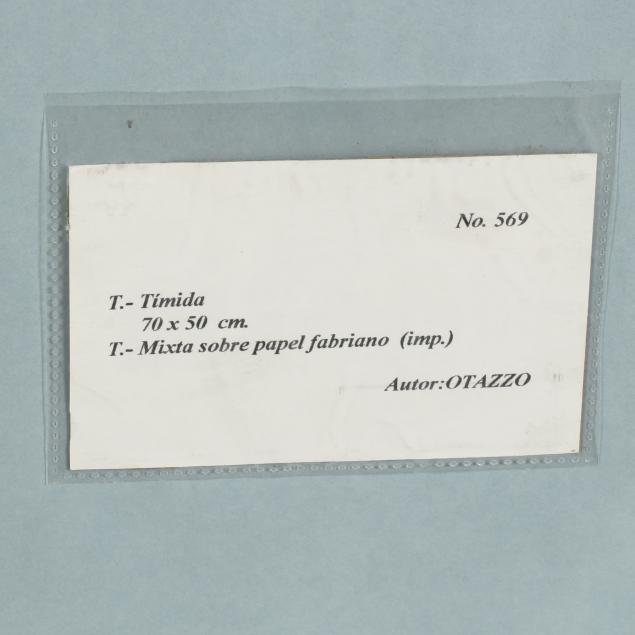 No. 569
T.- Tímida
70 x 50 cm.
T.- Mixta sobre papel fabriano (imp.)
Autor:OTAZZO